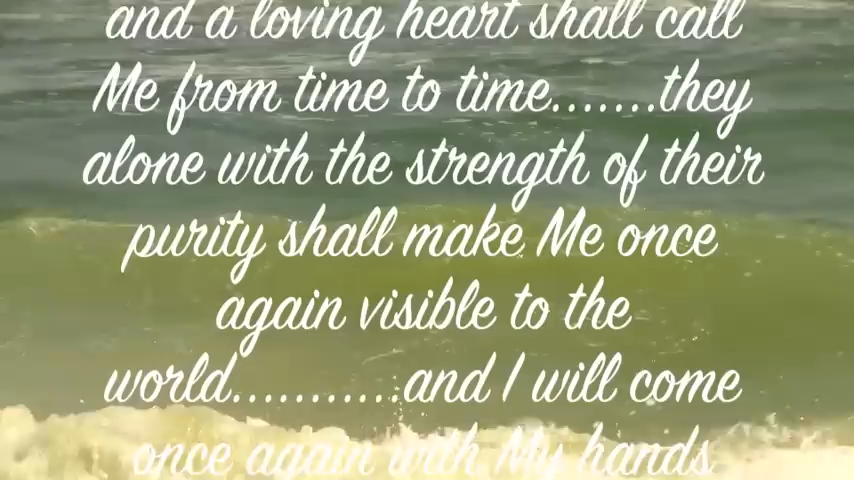 and a loving heart shall call
Me from time to time.......they
alone with the strength of their
purity shall make Me once
again visible to the
world...........and I will come
once again with My hands